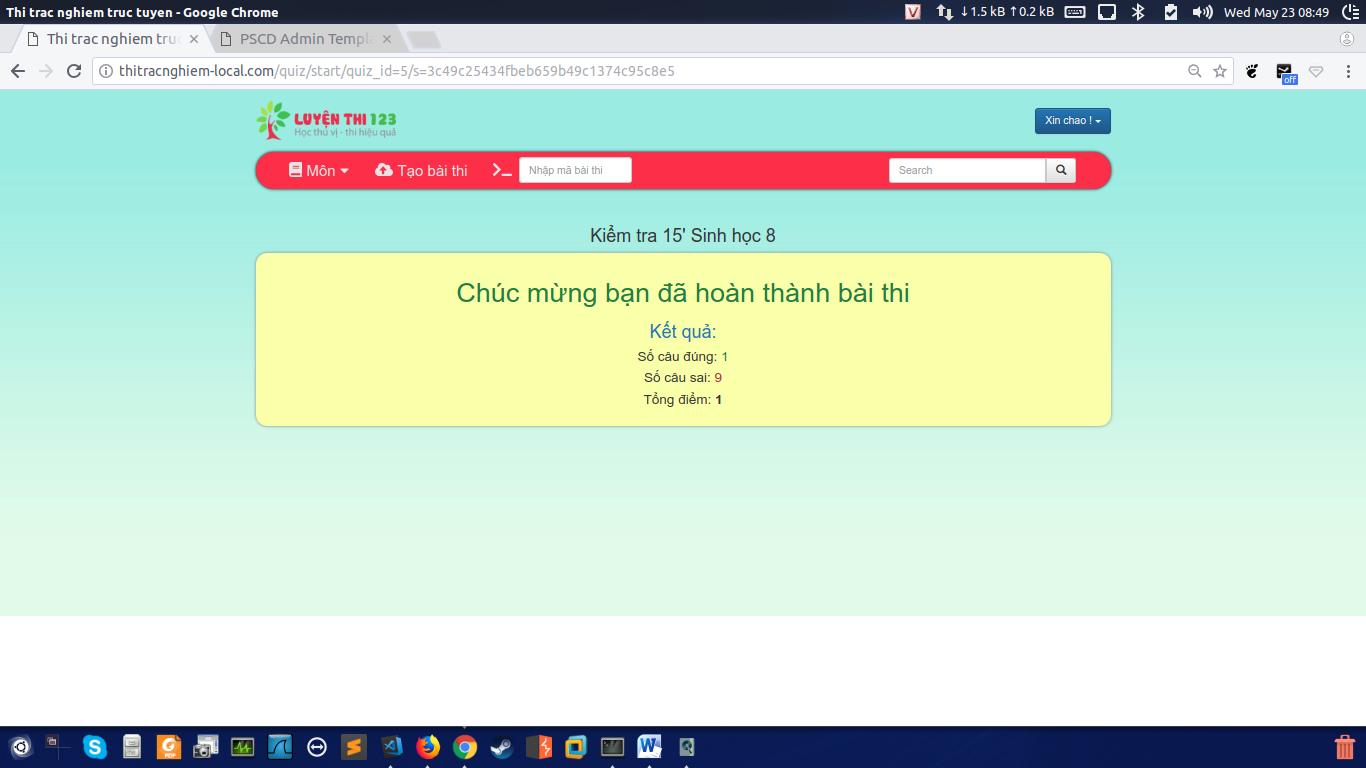 Thi trac nghiem truc tuyen - Google Chrome
↓1.5 kB ↑0.2 kB
Wed May 23 08:49
Thi trac nghiem truc
PSCD Admin Templa
thitracnghiem-local.com/quiz/start/quiz_id=5/s=3c49c25434fbeb659b49c1374c95c8e5
off
LUYỆN THI 123
Học thú vị - thi hiệu quả
Xin chao !
Môn
Tạo bài thi
Nhập mã bài thi
Search
Kiểm tra 15' Sinh học 8
Chúc mừng bạn đã hoàn thành bài thi
Kết quả:
Số câu đúng: 1
Số câu sai: 9
Tổng điểm: 1